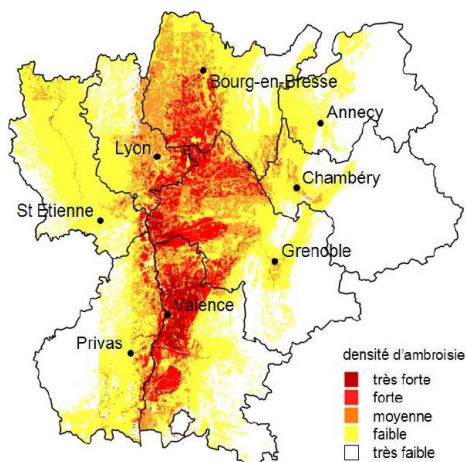 Bourg-en-Bresse
Annecy
Lyon
Chambéry
St Etienne
Grenoble
Valence
Privas
densité d'ambroisie
très forte
forte
moyenne
faible
très faible